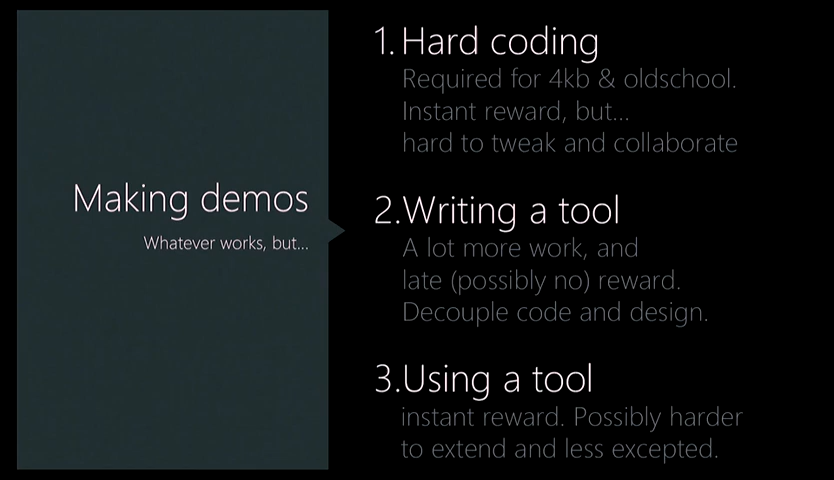 Making demos
Whatever works, but...
1. Hard coding
Required for 4kb & oldschool.
Instant reward, but...
hard to tweak and collaborate
2. Writing a tool
A lot more work, and
late (possibly no) reward.
Decouple code and design.
3. Using a tool
instant reward. Possibly harder
to extend and less excepted.